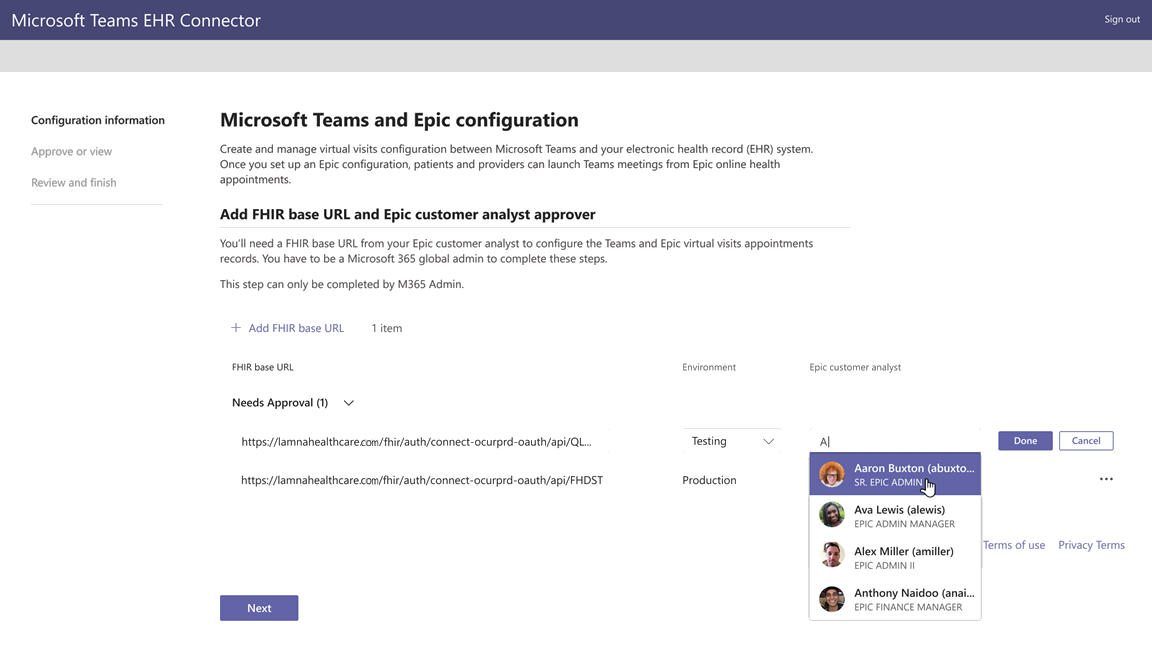 Microsoft Teams EHR Connector
Sign out
Configuration information
Approve or view
Review and finish
Microsoft Teams and Epic configuration
Create and manage virtual visits configuration between Microsoft Teams and your electronic health record (EHR) system.
Once you set up an Epic configuration, patients and providers can launch Teams meetings from Epic online health
appointments.
Add FHIR base URL and Epic customer analyst approver
You'll need a FHIR base URL from your Epic customer analyst to configure the Teams and Epic virtual visits appointments
records. You have to be a Microsoft 365 global admin to complete these steps.
This step can only be completed by M365 Admin.
+ Add FHIR base URL 1 item
FHIR base URL Environment Epic customer analyst
Needs Approval (1)
https://lamnahealthcare.com/fhir/auth/connect-ocurprd-oauth/api/QL... Testing A Done Cancel
https://lamnahealthcare.com/fhir/auth/connect-ocurprd-oauth/api/FHDST Production ...
Aaron Buxton (abuxto...
SR. EPIC ADMIN
Ava Lewis (alewis)
EPIC ADMIN MANAGER
Alex Miller (amiller)
EPIC ADMIN II
Anthony Naidoo (anai...
EPIC FINANCE MANAGER
Terms of use Privacy Terms
Next